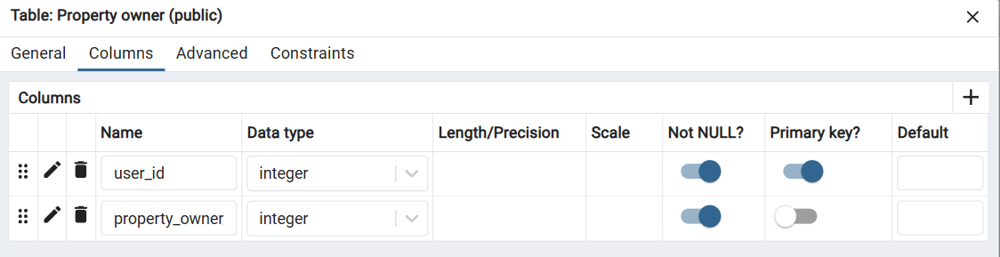 Table: Property owner (public)
General Columns Advanced Constraints
Columns
Name Data type Length/Precision Scale Not NULL? Primary key? Default
user_id integer
property_owner integer